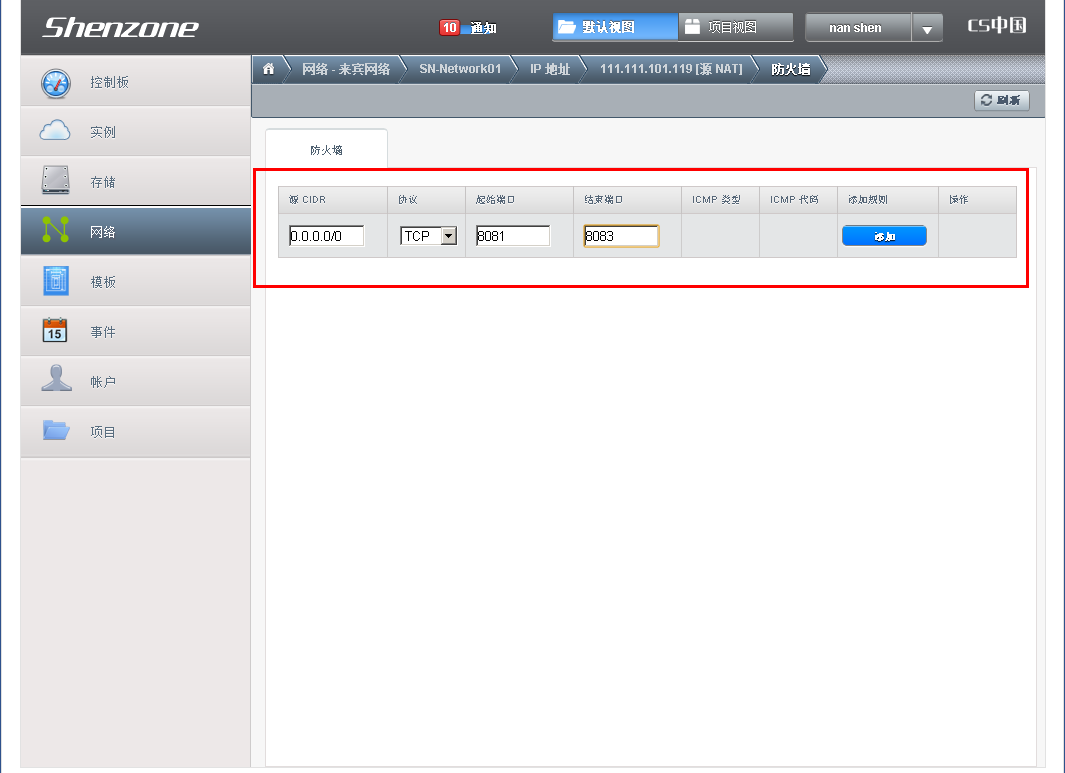 Shenzone
10 通知 默认视图 项目视图 nan shen CS中国
网络 - 来宾网络 SN-Network01 IP 地址 111.111.101.119 [源 NAT] 防火墙
刷新
控制板
实例
存储
网络
模板
15 事件
帐户
项目
防火墙
源 CIDR 协议 起始端口 结束端口 ICMP 类型 ICMP 代码 添加规则 操作
0.0.0.0/0 TCP 8081 8083 添加